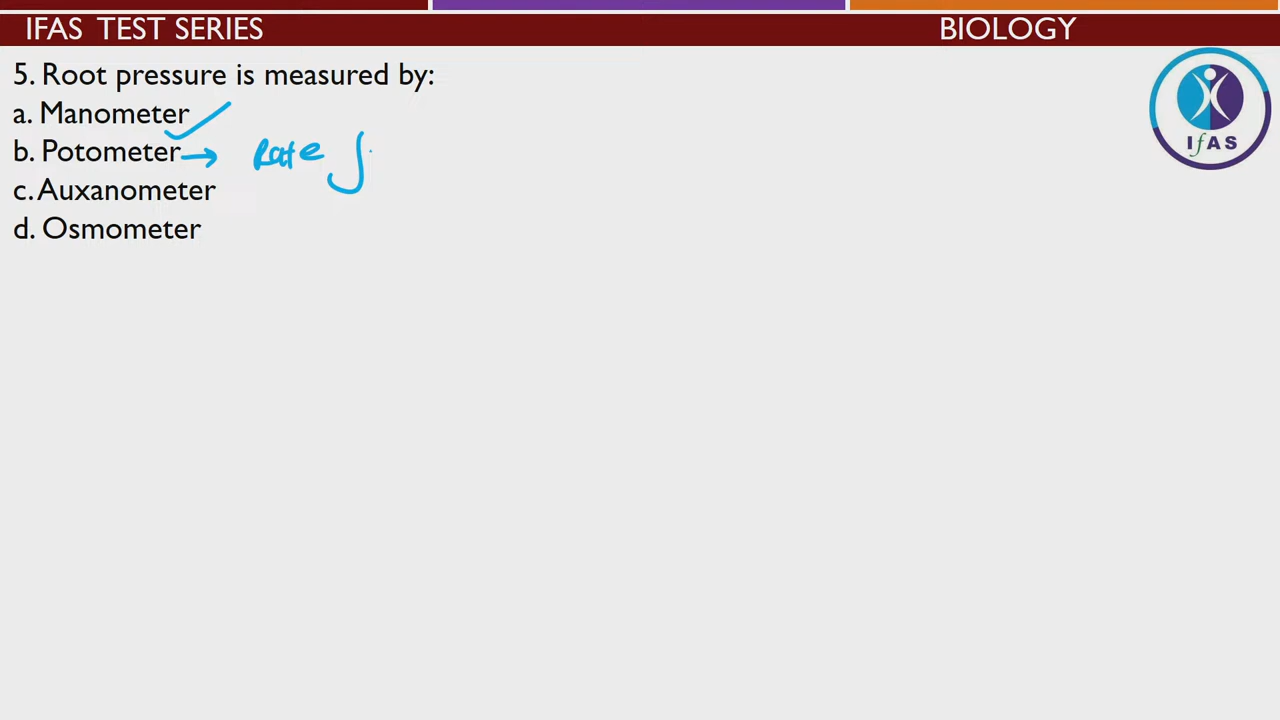 IFAS TEST SERIES BIOLOGY
5. Root pressure is measured by:
a. Manometer
b. Potometer → Rate
c. Auxanometer
d. Osmometer
IfAS